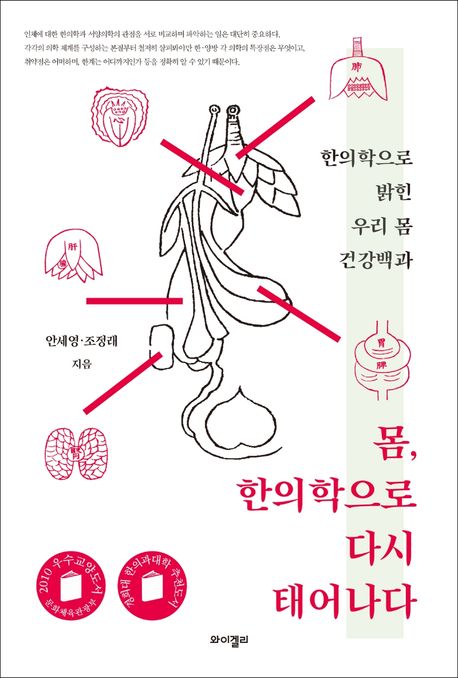 인체에 대한 한의학과 서양의학의 관점을 서로 비교하며 파악하는 일은 대단히 중요하다.
각각의 의학 체계를 구성하는 본질부터 철저히 살펴봐야만 한·양방 각 의학의 특장점은 무엇이고,
취약점은 어떠하며, 한계는 어디까지인가 등을 정확히 알 수 있기 때문이다.
肺
心
한의학으로
밝힌
우리 몸
건강백과
肝
膽
안세영·조정래
지음
胃
脾
몸,
한의학으로
다시
태어나다
2010 우수교양도서
문화체육관광부
경희대 한의과대학 추천도서
와이겔리